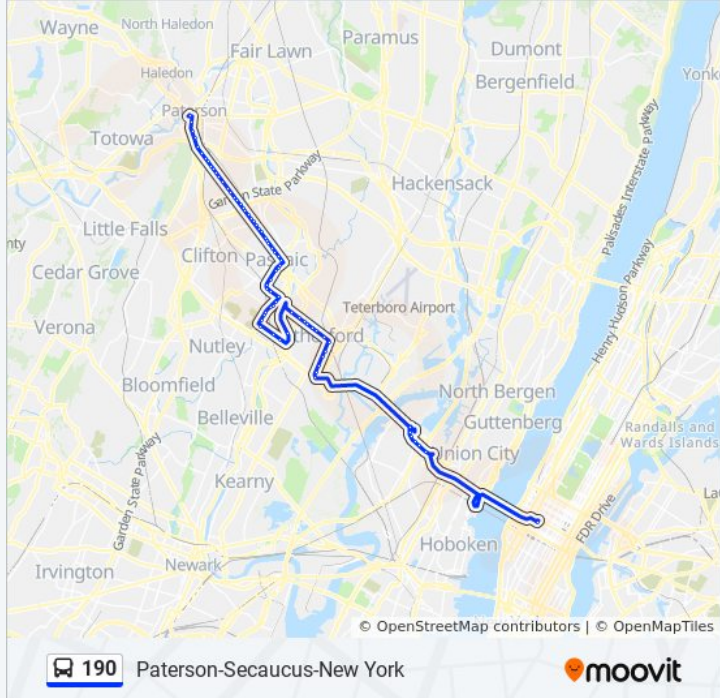 Wayne
North Haledon
Paramus
Fair Lawn
Dumont
Bergenfield
Haledon
Paterson
Totowa
Garden State Parkway
Hackensack
Palisades Interstate Parkway
Little Falls
Clifton
Passaic
nty
Cedar Grove
Teterboro Airport
Henry Hudson Parkway
Verona
Nutley
Bloomfield
North Bergen
Belleville
Guttenberg
Randalls and
Wards Islands
Union City
Garden State Parkway
Kearny
FDR Drive
Hoboken
Newark
Irvington
© OpenStreetMap contributors | © OpenMapTiles
190 Paterson-Secaucus-New York
moovit